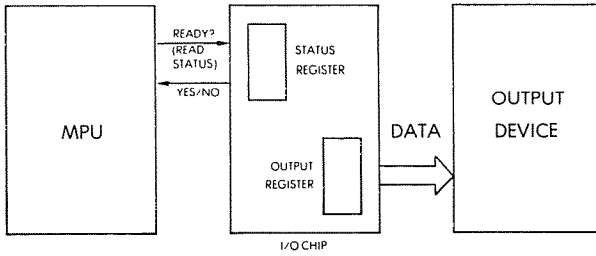 MPU
READY?
(READ
STATUS)
YES/NO
STATUS
REGISTER
OUTPUT
REGISTER
I/O CHIP
DATA
OUTPUT
DEVICE